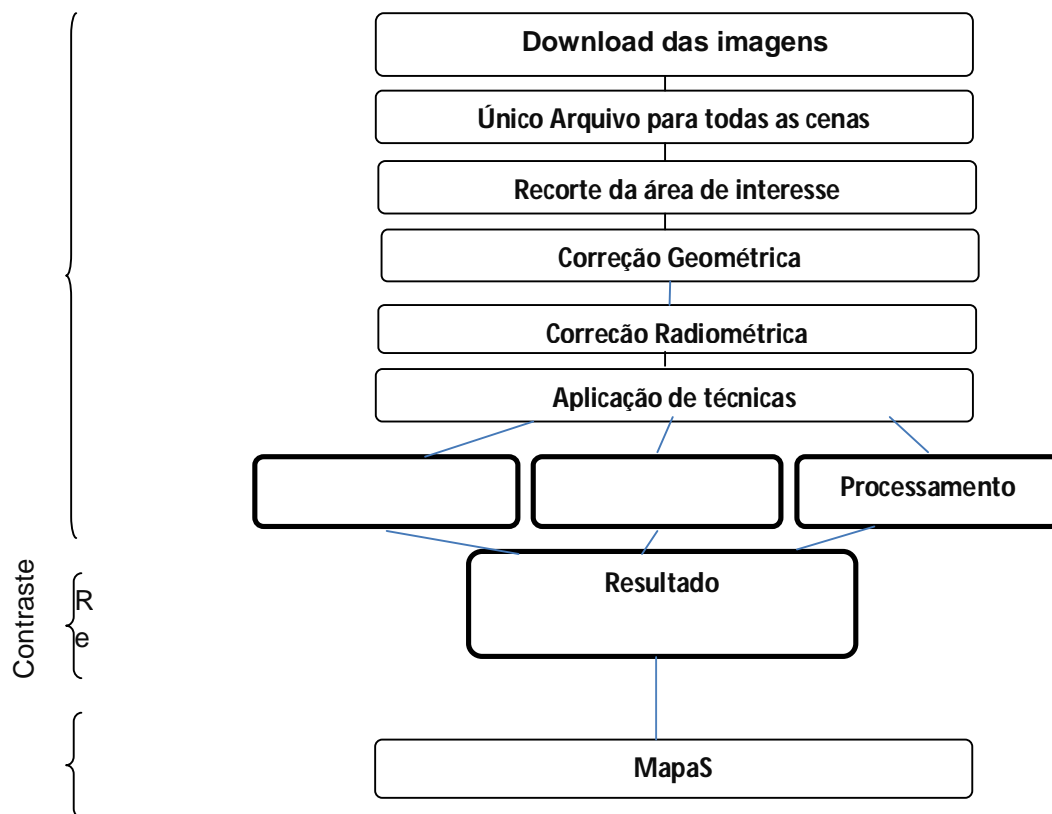 Download das imagens
Único Arquivo para todas as cenas
Recorte da área de interesse
Correção Geométrica
Correcão Radiométrica
Aplicação de técnicas
Processamento
Resultado
Contraste
R
e
MapaS